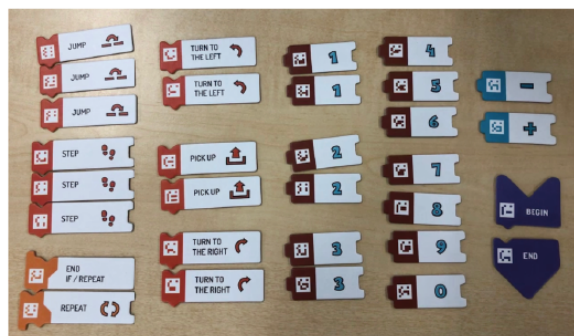 JUMP
JUMP
JUMP
STEP
STEP
STEP
END
IF / REPEAT
REPEAT
TURN TO
THE LEFT
TURN TO
THE LEFT
PICK UP
PICK UP
TURN TO
THE RIGHT
TURN TO
THE RIGHT
1
1
2
2
3
3
4
5
6
7
8
9
0
-
+
BEGIN
END